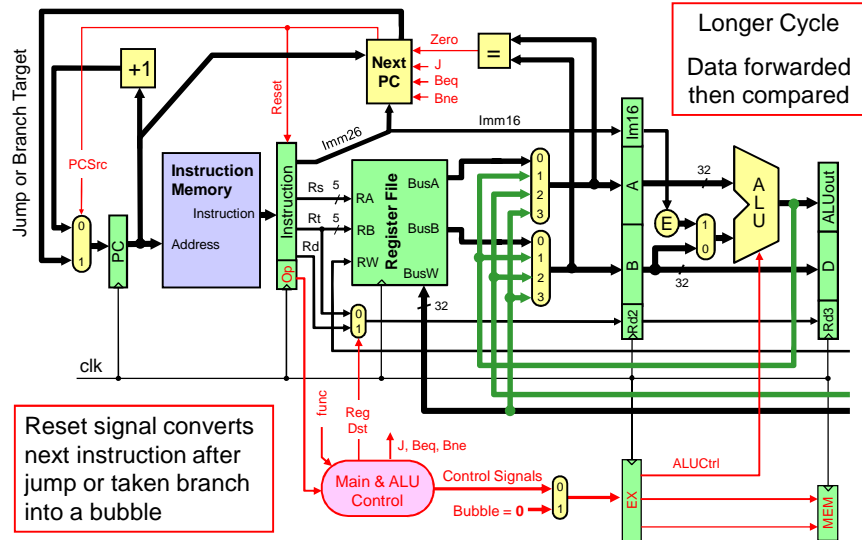 Jump or Branch Target
PCSrc
+1
0
1
PC
Reset
Instruction
Memory
Instruction
Address
Instruction
Op
Imm26
Rs
5
Rt
5
Rd
Next
PC
Zero
J
Beq
Bne
=
Imm16
Register File
RA
RB
RW
BusA
BusB
BusW
32
0
1
2
3
0
1
2
3
0
1
Im16
A
B
Rd2
32
E
1
0
32
A
L
U
ALUout
D
Rd3
Longer Cycle
Data forwarded
then compared
clk
Reset signal converts
next instruction after
jump or taken branch
into a bubble
func
Reg
Dst
J, Beq, Bne
Main & ALU
Control
Control Signals
Bubble = 0
0
1
EX
ALUCtrl
MEM